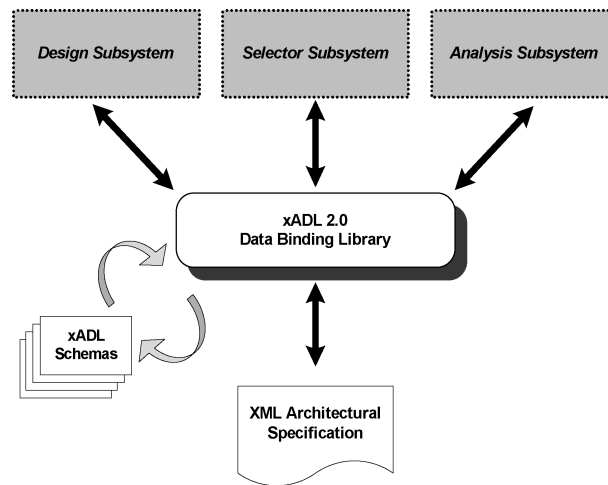 Design Subsystem
Selector Subsystem
Analysis Subsystem
xADL 2.0
Data Binding Library
xADL
Schemas
XML Architectural
Specification